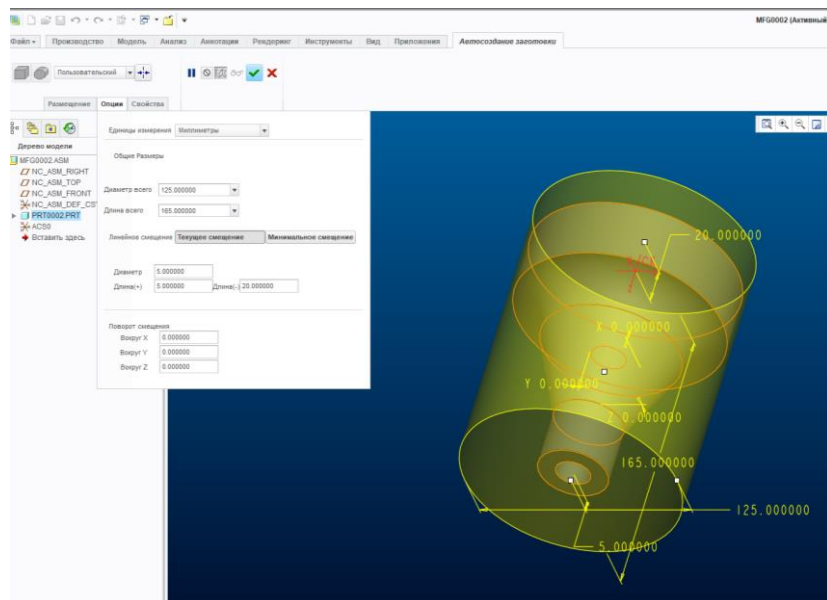 MFG0002 (Активный
Файл Производство Модель Анализ Аннотация Рендеринг Инструменты Вид Приложения Автосоздание заготовки
Пользовательский
Размещение Опции Свойства
Единицы измерения Миллиметры
Дерево модели
Общие Размеры
MFG0002.ASM
NC_ASM_RIGHT
NC_ASM_TOP
NC_ASM_FRONT
NC_ASM_DEF_CS
PRT0002.PRT
ACS0
Вставить здесь
Диаметр всего 125.000000
Длина всего 165.000000
Линейное смещение Текущее смещение Минимальное смещение
Диаметр 5.000000
Длина(+) 5.000000 Длина(-) 20.000000
Поворот смещения
Вокруг X 0.000000
Вокруг Y 0.000000
Вокруг Z 0.000000
20.000000
X 0.000000
Y 0.000000
Z 0.000000
165.000000
125.000000
5.000000